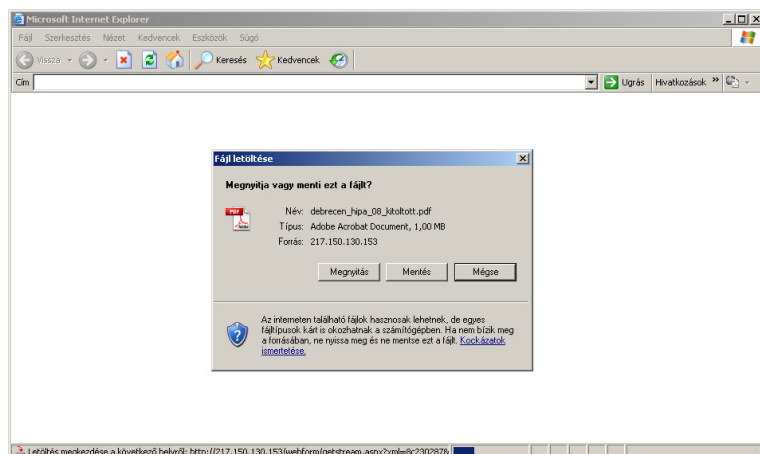 Microsoft Internet Explorer
Fájl Szerkesztés Nézet Kedvencek Eszközök Súgó
Vissza Keresés Kedvencek
Cím Ugrás Hivatkozások »
Fájl letöltése
Megnyitja vagy menti ezt a fájlt?
PDF
Név: debrecen_hipa_08_kitoltott.pdf
Adobe
Típus: Adobe Acrobat Document, 1,00 MB
Forrás: 217.150.130.153
Megnyitás Mentés Mégse
Az interneten található fájlok hasznosak lehetnek, de egyes
fájltípusok kárt is okozhatnak a számítógépben. Ha nem bízik meg
a forrásában, ne nyissa meg és ne mentse ezt a fájlt. Kockázatok
ismertetése.
Letöltés megkezdése a következő helyről: http://217.150.130.153/webform/getstream.aspx?xml=8c230287&